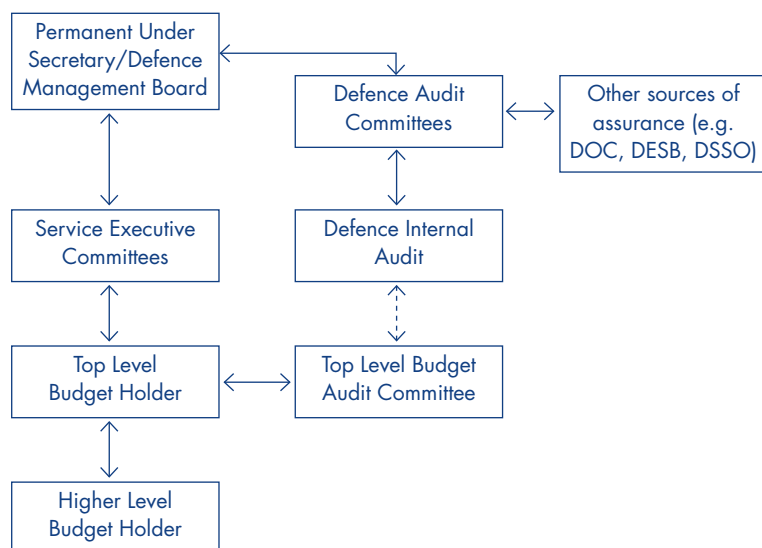 Permanent Under
Secretary/Defence
Management Board
Defence Audit
Committees
Other sources of
assurance (e.g.
DOC, DESB, DSSO)
Service Executive
Committees
Defence Internal
Audit
Top Level
Budget Holder
Top Level Budget
Audit Committee
Higher Level
Budget Holder